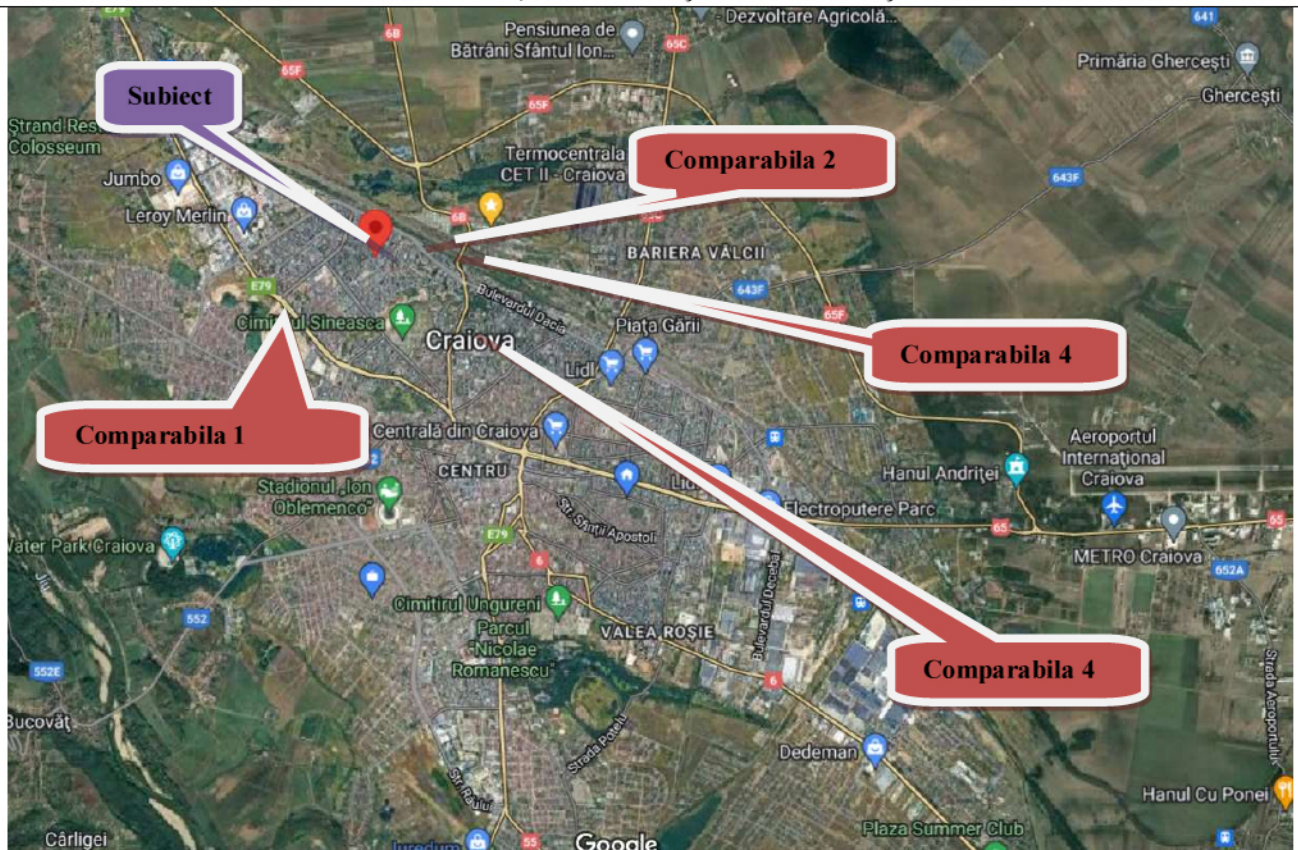 E79
6B
Pensiunea de
Bătrâni Sfântul Ion...
65C
Dezvoltare Agricolă...
641
Primăria Ghercești
Ghercești
65F
Subiect
65F
Ștrand Rest
Colosseum
Termocentrala
CET II - Craiova
Comparabila 2
643F
Jumbo
Leroy Merlin
6B
BARIERA VÂLCII
E79
643F
Bulevardul Dacia
65F
Cimitirul Sineasca
Piața Gării
Craiova
Comparabila 4
Lidl
Comparabila 1
Centrală din Craiova
CENTRU
Aeroportul
Internațional
Craiova
Hanul Andriței
Stadionul „Ion
Oblemenco"
Lidl
Electroputere Parc
Str. Sfinții Apostoli
65
65
E79
METRO Craiova
652A
Water Park Craiova
Jiu
6
552
Cimitirul Ungureni
Bulevardul Decebal
Parcul
"Nicolae
Romanescu"
VALEA ROȘIE
Comparabila 4
552E
6
Strada Aeroportului
Bucovăț
Strada Potelu
Dedeman
Str. Râului
Hanul Cu Ponei
Cârligei
55
Google
Plaza Summer Club